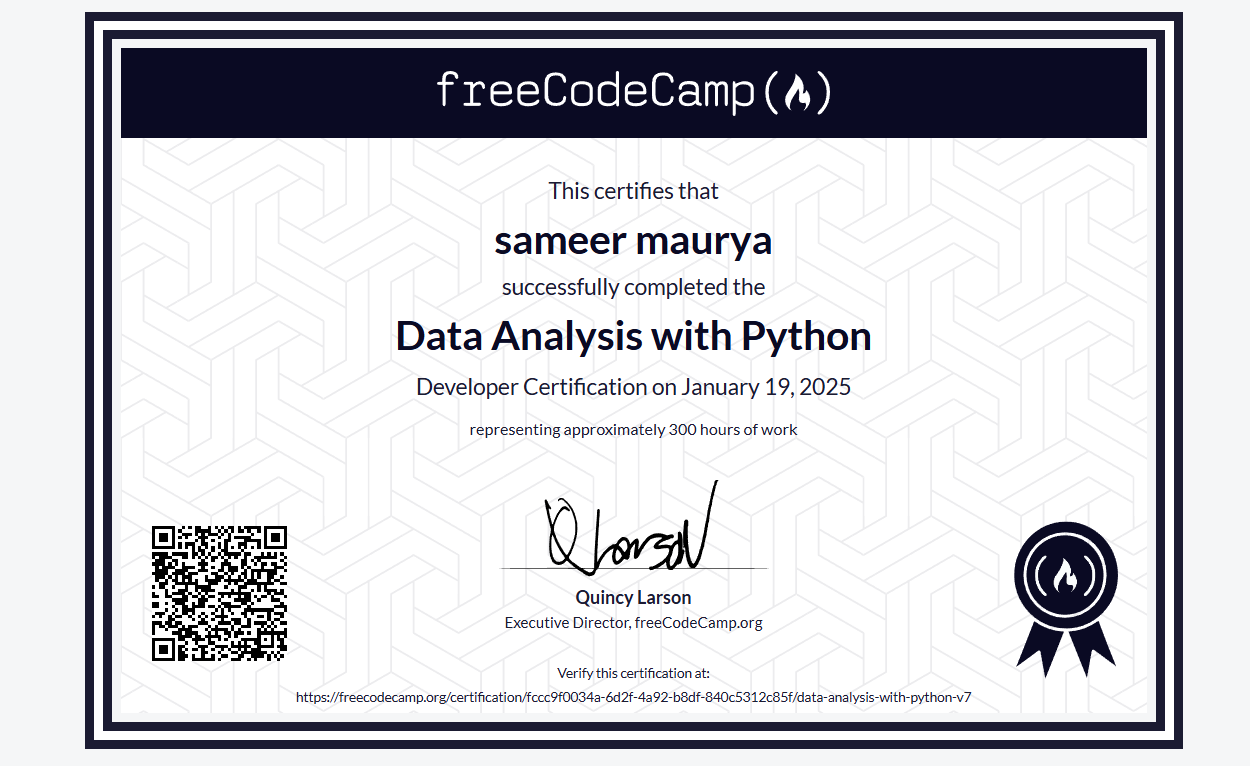 freeCodeCamp
This certifies that
sameer maurya
successfully completed the
Data Analysis with Python
Developer Certification on January 19, 2025
representing approximately 300 hours of work
Q Larson
Quincy Larson
Executive Director, freeCodeCamp.org
Verify this certification at:
https://freecodecamp.org/certification/fccc9f0034a-6d2f-4a92-b8df-840c5312c85f/data-analysis-with-python-v7